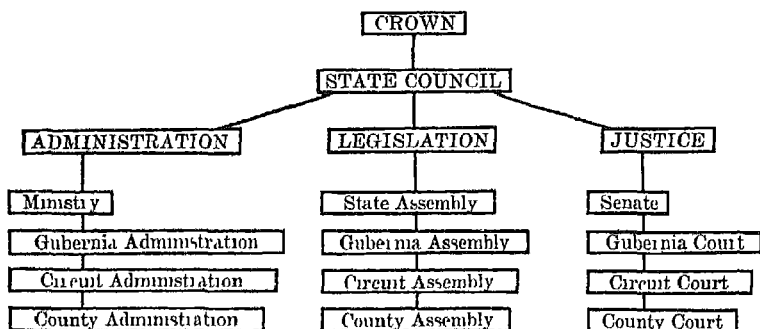 CROWN
STATE COUNCIL
ADMINISTRATION LEGISLATION JUSTICE
Ministry State Assembly Senate
Gubernia Administration Gubernia Assembly Gubernia Court
Circuit Administration Circuit Assembly Circuit Court
County Administration County Assembly County Court